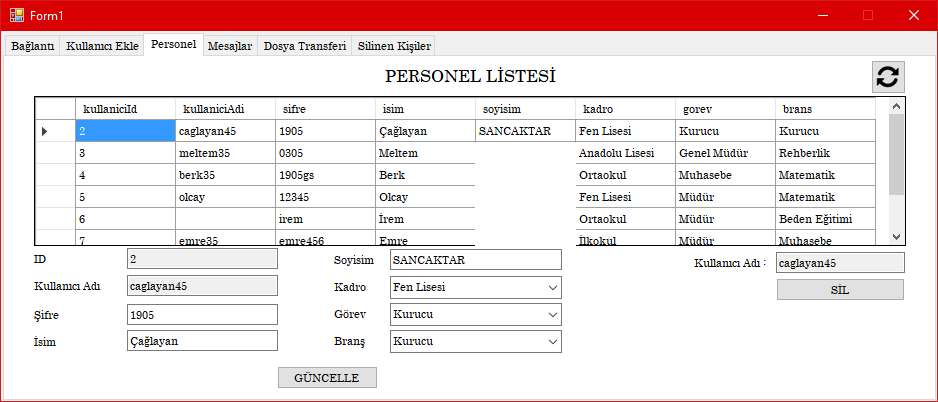 Form1
Bağlantı Kullanıcı Ekle Personel Mesajlar Dosya Transferi Silinen Kişiler
PERSONEL LİSTESİ
kullaniciId kullaniciAdi sifre isim soyisim kadro gorev brans
2 caglayan45 1905 Çağlayan SANCAKTAR Fen Lisesi Kurucu Kurucu
3 meltem35 0305 Meltem Anadolu Lisesi Genel Müdür Rehberlik
4 berk35 1905gs Berk Ortaokul Muhasebe Matematik
5 olcay 12345 Olcay Fen Lisesi Müdür Matematik
6 irem İrem Ortaokul Müdür Beden Eğitimi
7 emre35 emre456 Emre İlkokul Müdür Muhasebe
ID 2 Soyisim SANCAKTAR Kullanıcı Adı : caglayan45
Kullanıcı Adı caglayan45 Kadro Fen Lisesi SİL
Şifre 1905 Görev Kurucu
İsim Çağlayan Branş Kurucu
GÜNCELLE